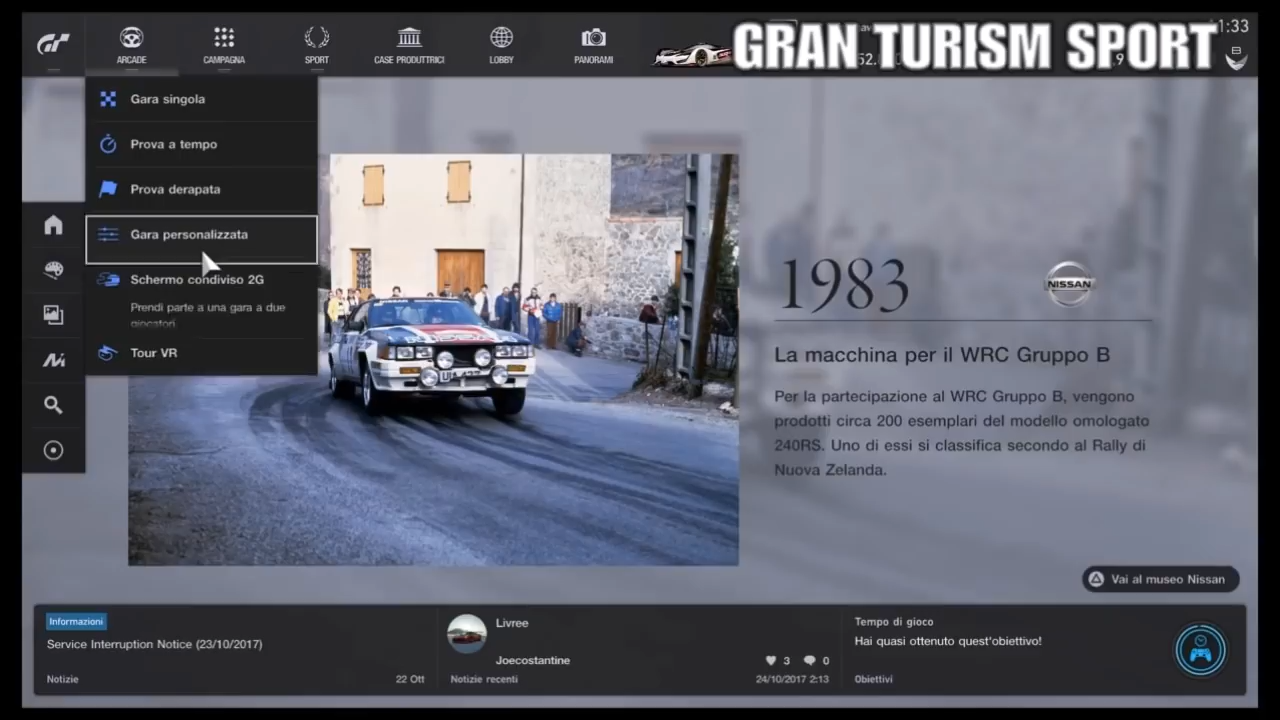 GRAN TURISM SPORT
11:33
ARCADE
CAMPAGNA
SPORT
CASE PRODUTTRICI
LOBBY
PANORAMI
Gara singola
Prova a tempo
Prova derapata
Gara personalizzata
Schermo condiviso 2G
Prendi parte a una gara a due
giocatori.
Tour VR
1983
NISSAN
La macchina per il WRC Gruppo B
Per la partecipazione al WRC Gruppo B, vengono
prodotti circa 200 esemplari del modello omologato
240RS. Uno di essi si classifica secondo al Rally di
Nuova Zelanda.
Vai al museo Nissan
Informazioni
Service Interruption Notice (23/10/2017)
Notizie
22 Ott
Livree
Joecostantine
3
0
Notizie recenti
24/10/2017 2:13
Tempo di gioco
Hai quasi ottenuto quest'obiettivo!
Obiettivi